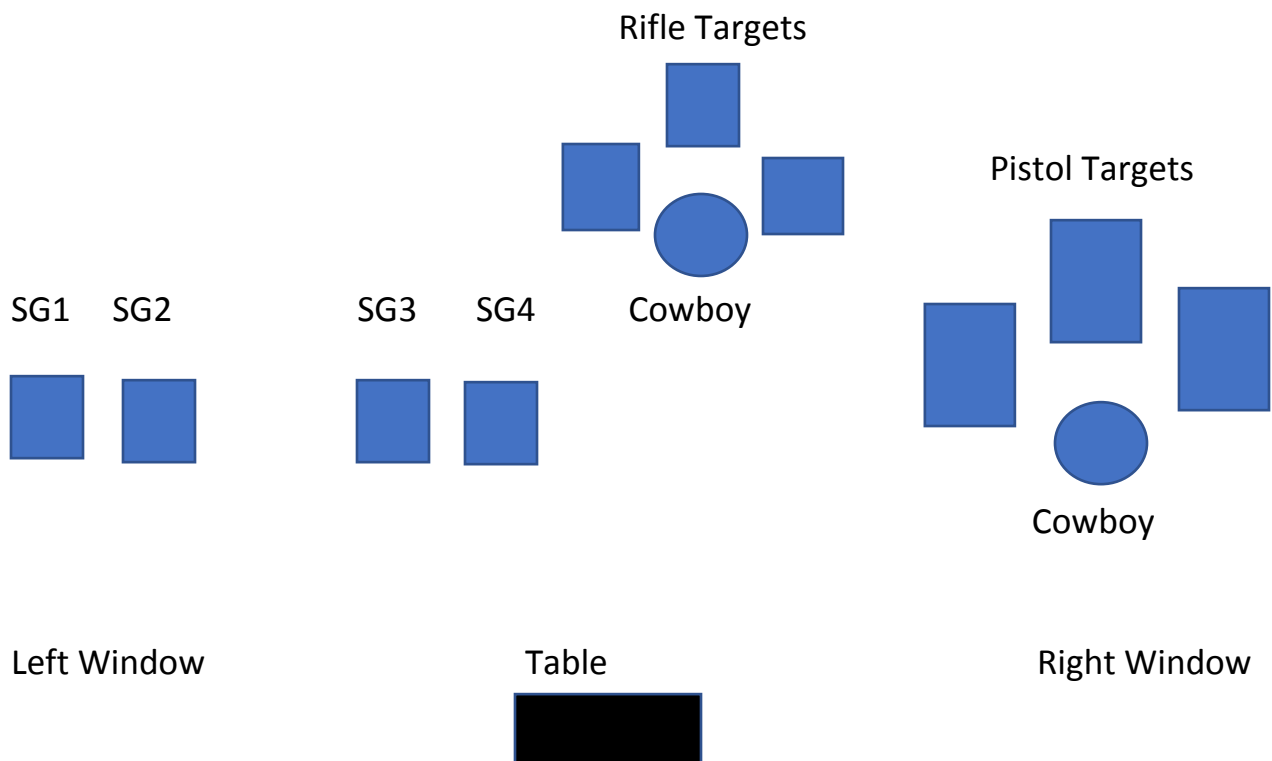 Rifle Targets
Pistol Targets
SG1 SG2 SG3 SG4 Cowboy
Cowboy
Left Window Table Right Window